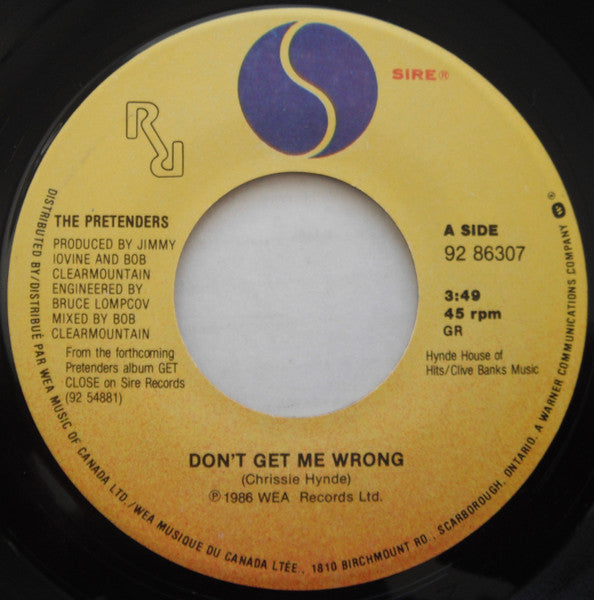 SIRE®
THE PRETENDERS
PRODUCED BY JIMMY
IOVINE AND BOB
CLEARMOUNTAIN
ENGINEERED BY
BRUCE LOMPCOV
MIXED BY BOB
CLEARMOUNTAIN
From the forthcoming
Pretenders album GET
CLOSE on Sire Records
(92 54881)
A SIDE
92 86307
3:49
45 rpm
GR
Hynde House of
Hits/Clive Banks Music
DON'T GET ME WRONG
(Chrissie Hynde)
℗1986 WEA Records Ltd.
DISTRIBUTED BY/DISTRIBUÉ PAR WEA MUSIC OF CANADA LTD./WEA MUSIQUE DU CANADA LTÉE., 1810 BIRCHMOUNT RD., SCARBOROUGH, ONTARIO. A WARNER COMMUNICATIONS COMPANY